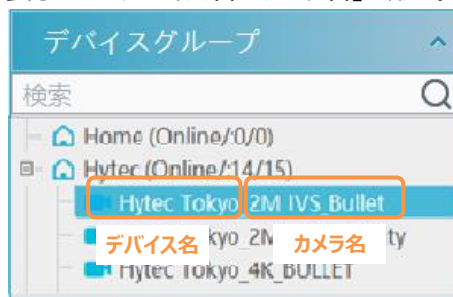 デバイスグループ
検索
Home (Online/:0/0)
Hytec (Online/:14/15)
Hytec Tokyo_2M IVS_Bullet
デバイス名 kyo_2M カメラ名 ty
Hytec Tokyo_4K_BULLET